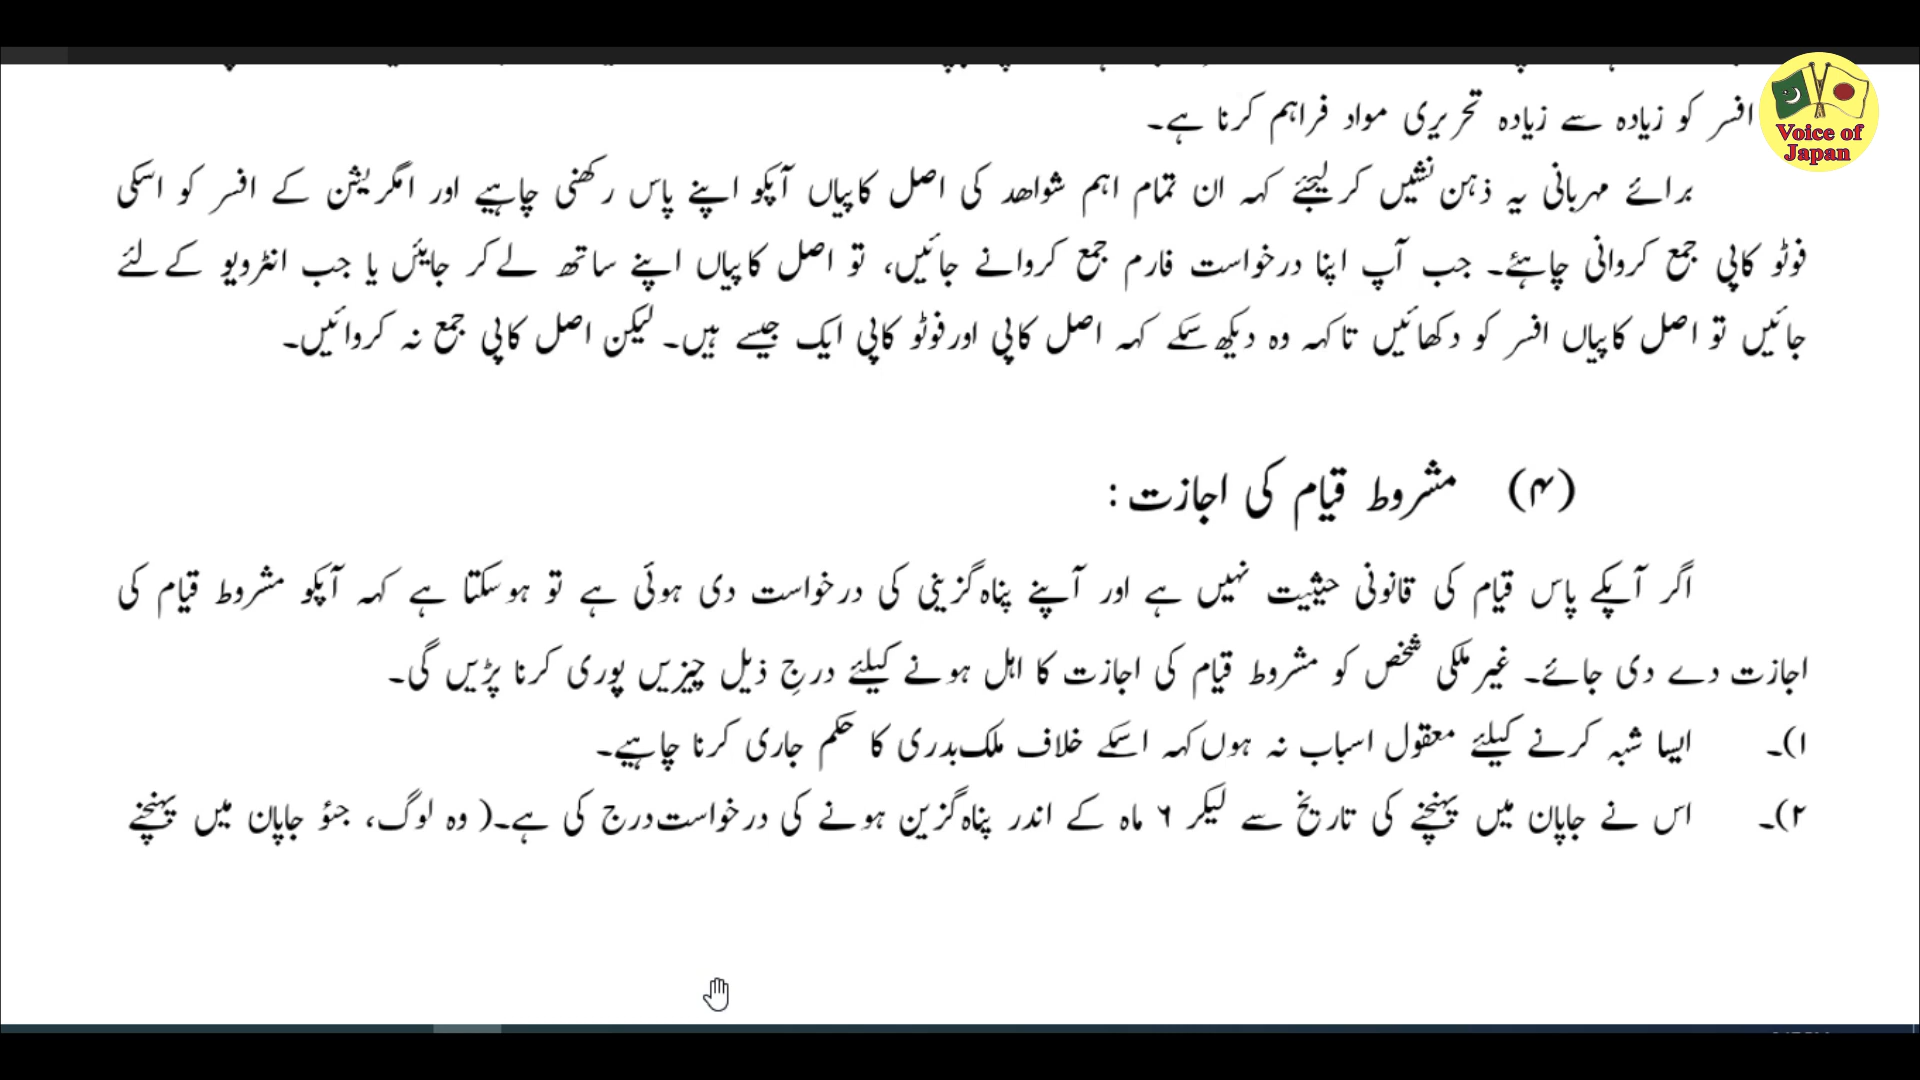 افسر کو زیادہ سے زیادہ تحریری مواد فراہم کرنا ہے۔
Voice of
Japan
برائے مہربانی یہ ذہن نشیں کر لیجئے کہ ان تمام اہم شواھد کی اصل کاپیاں آپکو اپنے پاس رکھنی چاہیے اور امگریشن کے افسر کو اسکی
فوٹو کاپی جمع کروانی چاہئے۔ جب آپ اپنا درخواست فارم جمع کروانے جائیں، تو اصل کاپیاں اپنے ساتھ لے کر جایئں یا جب انٹرویو کے لئے
جائیں تو اصل کاپیاں افسر کو دکھائیں تاکہ وہ دیکھ سکے کہ اصل کاپی اور فوٹو کاپی ایک جیسے ہیں۔ لیکن اصل کاپی جمع نہ کروائیں۔
(۴) مشروط قیام کی اجازت :
اگر آپکے پاس قیام کی قانونی حیثیت نہیں ہے اور آپنے پناہ گزینی کی درخواست دی ہوئی ہے تو ہو سکتا ہے کہ آپکو مشروط قیام کی
اجازت دے دی جائے۔ غیر ملکی شخص کو مشروط قیام کی اجازت کا اہل ہونے کیلئے درجِ ذیل چیزیں پوری کرنا پڑیں گی۔
۱)۔ ایسا شبہ کرنے کیلئے معقول اسباب نہ ہوں کہ اسکے خلاف ملک بدری کا حکم جاری کرنا چاہیے۔
۲)۔ اس نے جاپان میں پہنچنے کی تاریخ سے لیکر ۶ ماہ کے اندر پناہ گزین ہونے کی درخواست درج کی ہے۔( وہ لوگ، جنؤ جاپان میں پہنچنے